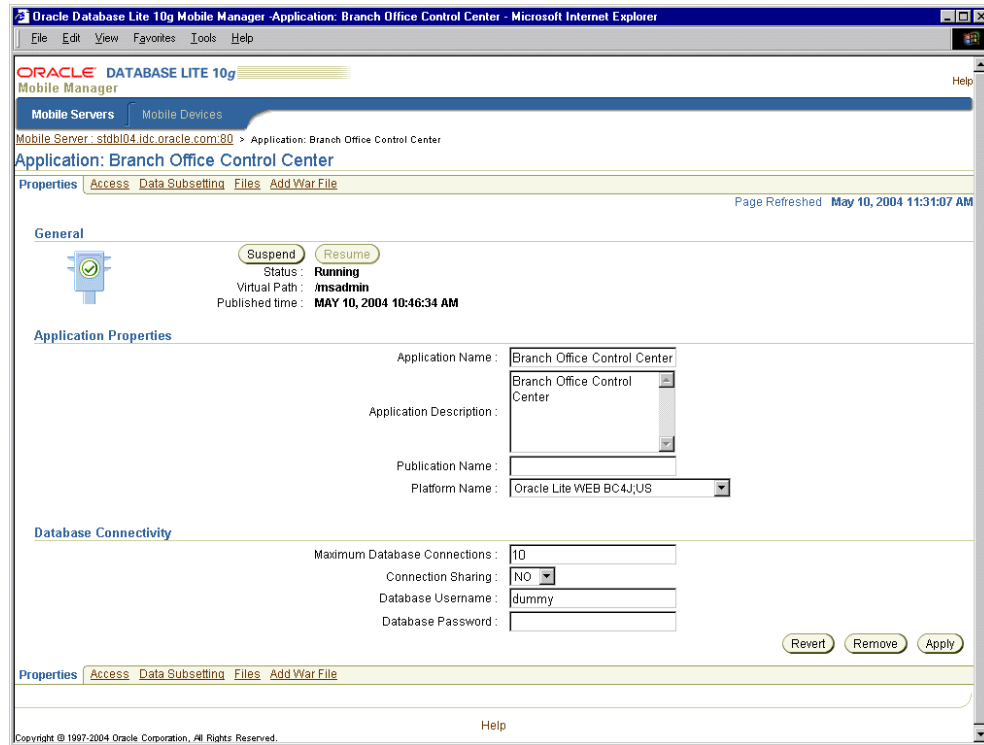 Oracle Database Lite 10g Mobile Manager -Application: Branch Office Control Center - Microsoft Internet Explorer
File Edit View Favorites Tools Help
ORACLE DATABASE LITE 10g
Mobile Manager
Help
Mobile Servers Mobile Devices
Mobile Server : stdbl04.idc.oracle.com:80 > Application: Branch Office Control Center
Application: Branch Office Control Center
Properties Access Data Subsetting Files Add War File
Page Refreshed May 10, 2004 11:31:07 AM
General
Suspend Resume
Status : Running
Virtual Path : /msadmin
Published time : MAY 10, 2004 10:46:34 AM
Application Properties
Application Name : Branch Office Control Center
Application Description : Branch Office Control
Center
Publication Name :
Platform Name : Oracle Lite WEB BC4J;US
Database Connectivity
Maximum Database Connections : 10
Connection Sharing : NO
Database Username : dummy
Database Password :
Revert Remove Apply
Properties Access Data Subsetting Files Add War File
Help
Copyright © 1997-2004 Oracle Corporation, All Rights Reserved.